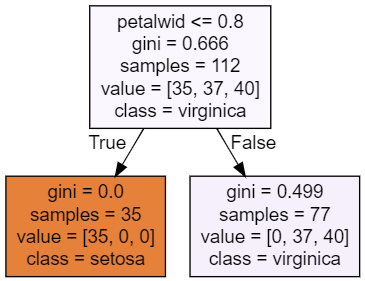 petalwid <= 0.8
gini = 0.666
samples = 112
value = [35, 37, 40]
class = virginica
True
False
gini = 0.0
samples = 35
value = [35, 0, 0]
class = setosa
gini = 0.499
samples = 77
value = [0, 37, 40]
class = virginica